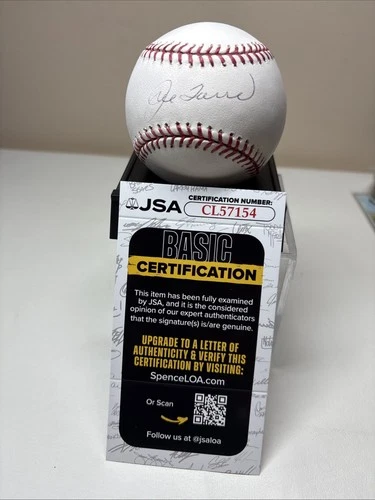 Joe Torre
JSA
CERTIFICATION NUMBER:
CL57154
BASIC
CERTIFICATION
This item has been fully examined
by JSA, and it is the considered
opinion of our expert authenticators
that the signature(s) is/are genuine.
UPGRADE TO A LETTER OF
AUTHENTICITY & VERIFY THIS
CERTIFICATION BY VISITING:
SpenceLOA.com
Or Scan
Follow us at @jsaloa